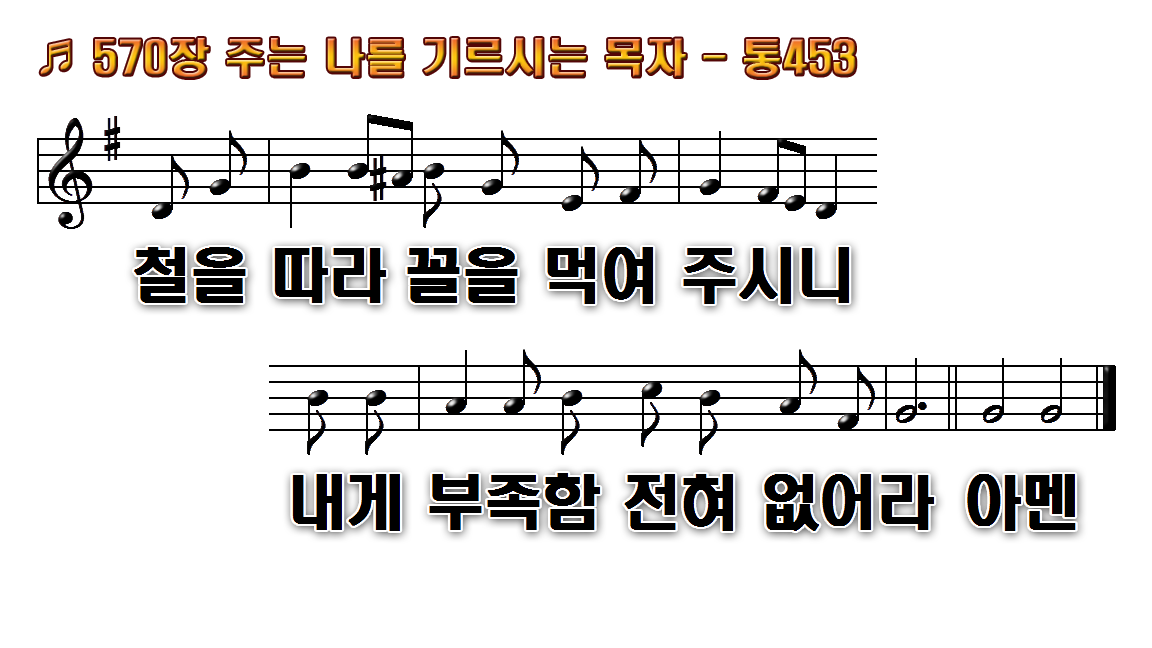 570장 주는 나를 기르시는 목자 - 통453
철을 따라 꼴을 먹여 주시니
내게 부족함 전혀 없어라 아멘